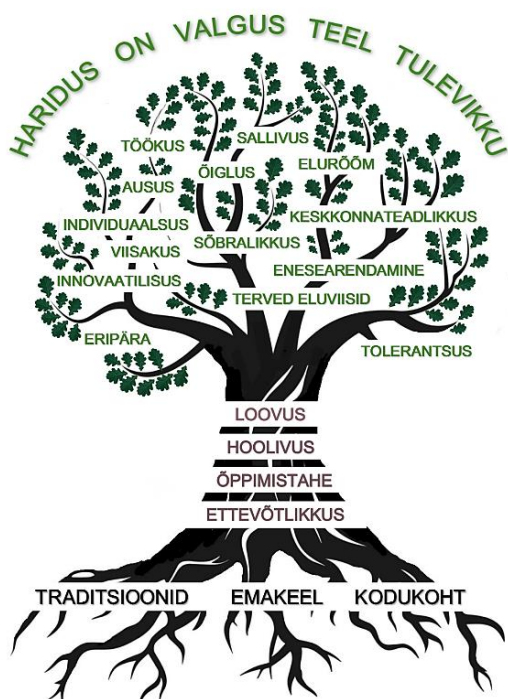 HARIDUS ON VALGUS TEEL TULEVIKKU
SALLIVUS
TÖÖKUS
ÕIGLUS
ELURÕÕM
AUSUS
KESKKONNATEADLIKKUS
INDIVIDUAALSUS
SÕBRALIKKUS
VIISAKUS
ENESEARENDAMINE
INNOVAATILISUS
TERVED ELUVIISID
ERIPÄRA
TOLERANTSUS
LOOVUS
HOOLIVUS
ÕPPIMISTAHE
ETTEVÕTLIKKUS
TRADITSIOONID EMAKEEL KODUKOHT